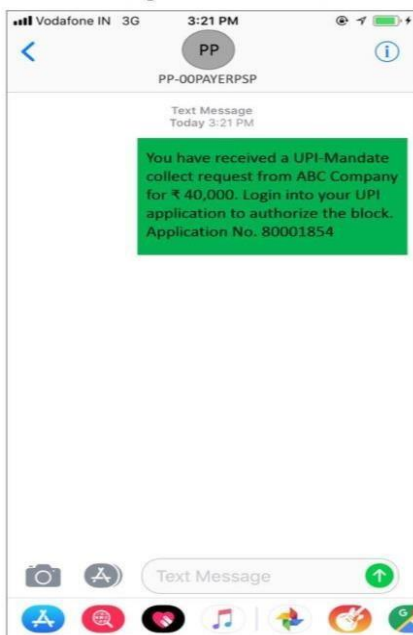 Vodafone IN 3G 3:21 PM
PP
PP-OOPAYERPSP
Text Message
Today 3:21 PM
You have received a UPI-Mandate
collect request from ABC Company
for ₹ 40,000. Login into your UPI
application to authorize the block.
Application No. 80001854
Text Message
G